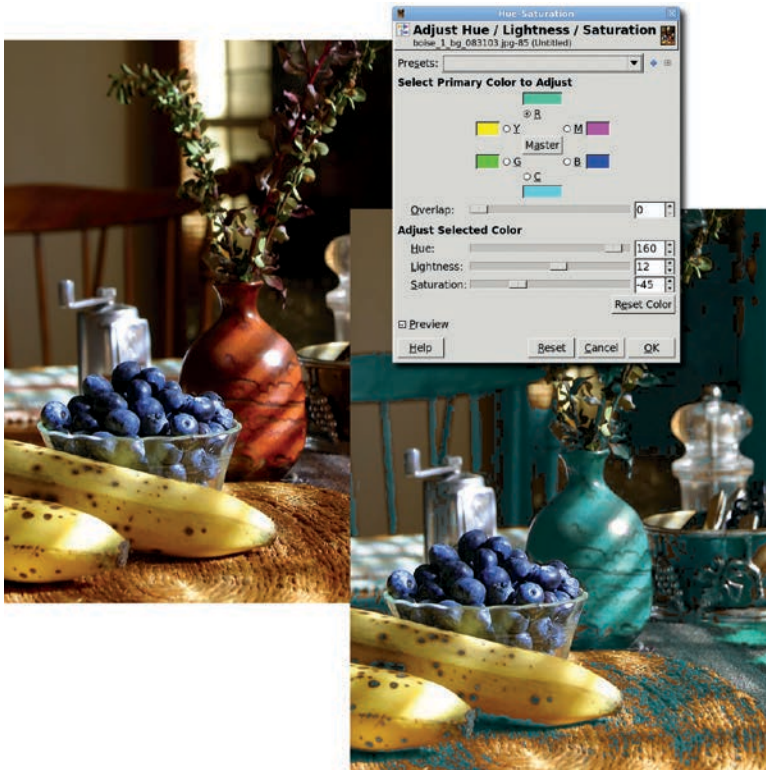 Hue-Saturation
Adjust Hue / Lightness / Saturation
boise_1_bg_083103.jpg-85 (Untitled)
Presets:
Select Primary Color to Adjust
R
Y M
Master
G B
C
Overlap: 0
Adjust Selected Color
Hue: 160
Lightness: 12
Saturation: -45
Reset Color
Preview
Help Reset Cancel OK